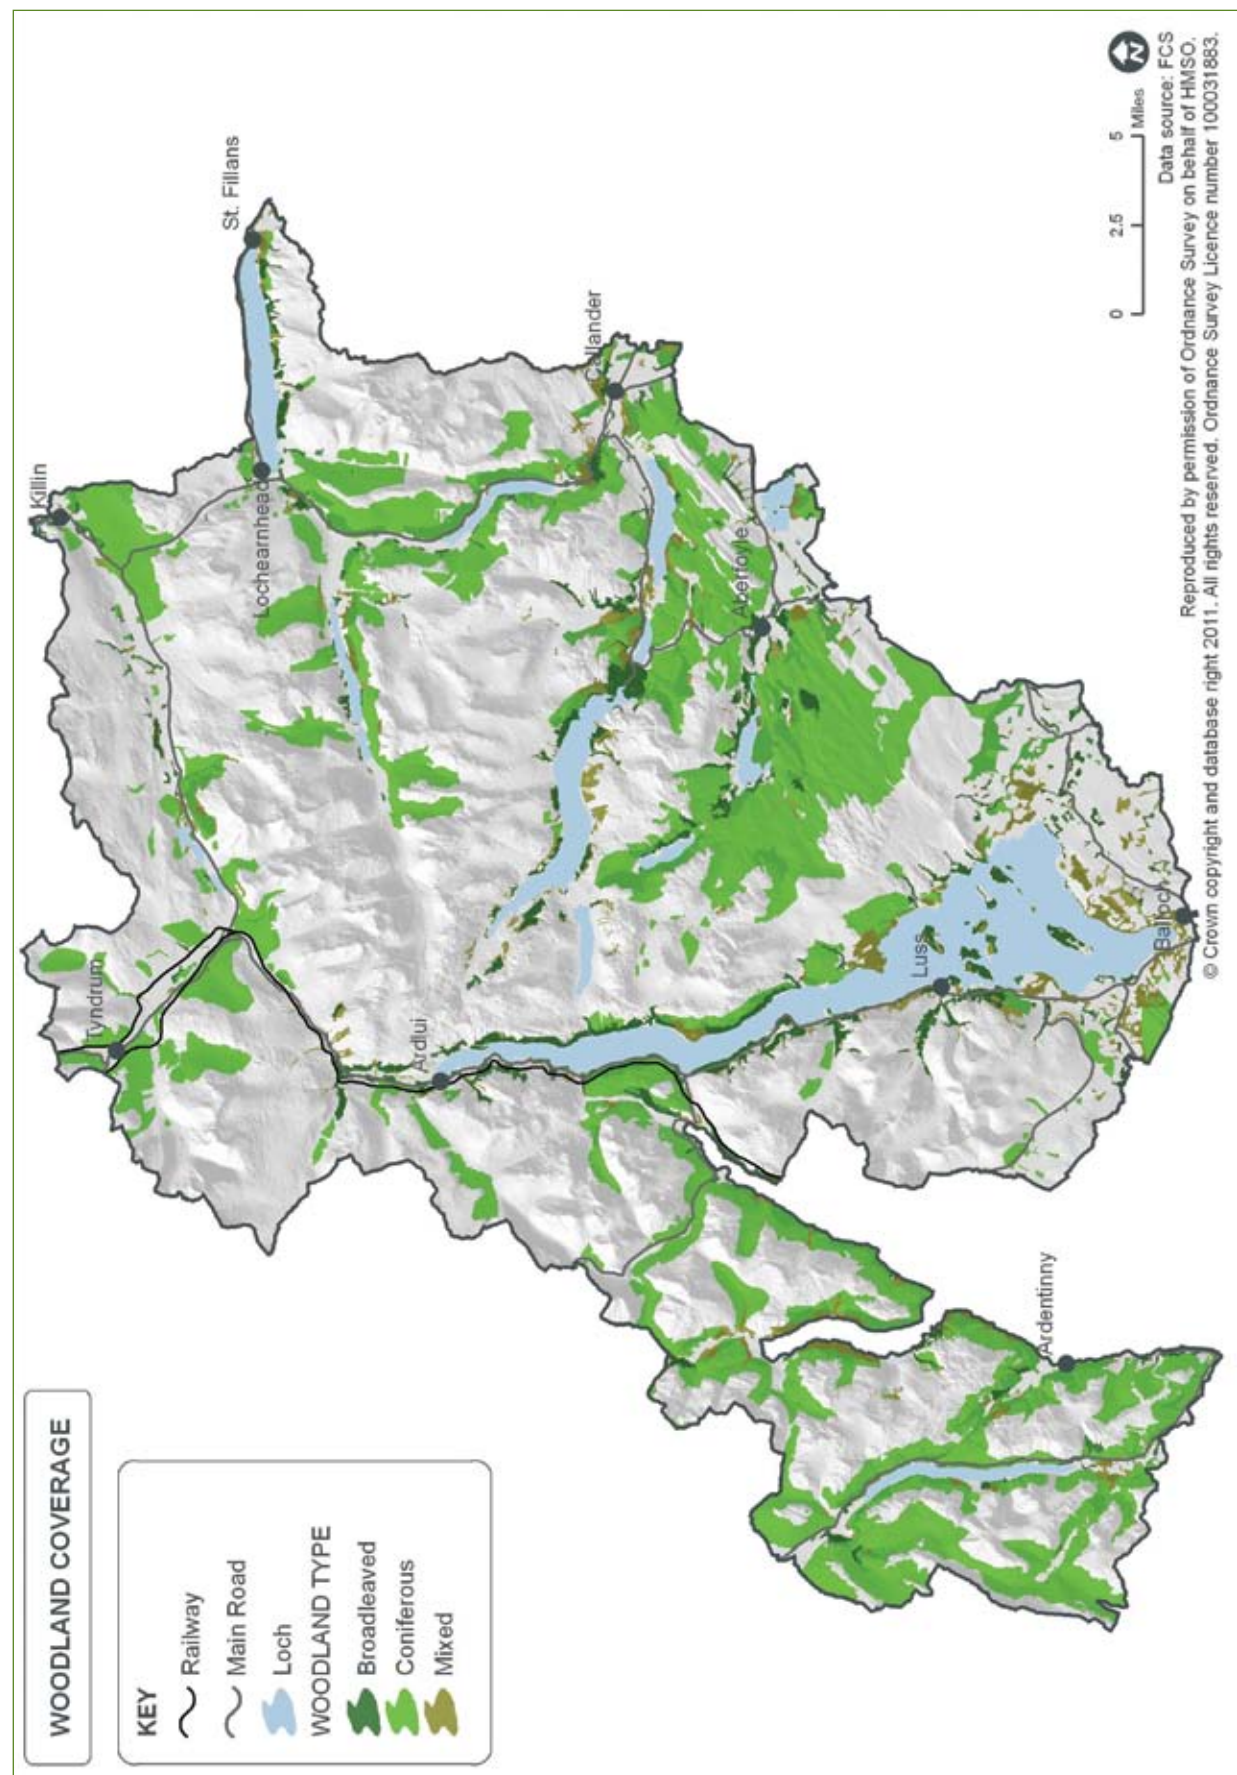 WOODLAND COVERAGE
KEY
Railway
Main Road
Loch
WOODLAND TYPE
Broadleaved
Coniferous
Mixed
Tyndrum
Killin
Lochearnhead
St. Fillans
Ardlui
Callander
Aberfoyle
Luss
Balloch
Ardentinny
N
0 2.5 5
Miles
Data source: FCS
Reproduced by permission of Ordnance Survey on behalf of HMSO.
© Crown copyright and database right 2011. All rights reserved. Ordnance Survey Licence number 100031883.